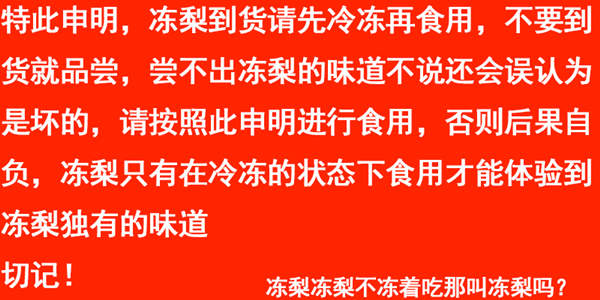 特此申明，冻梨到货请先冷冻再食用，不要到
货就品尝，尝不出冻梨的味道不说还会误认为
是坏的，请按照此申明进行食用，否则后果自
负，冻梨只有在冷冻的状态下食用才能体验到
冻梨独有的味道
切记！
冻梨冻梨不冻着吃那叫冻梨吗？